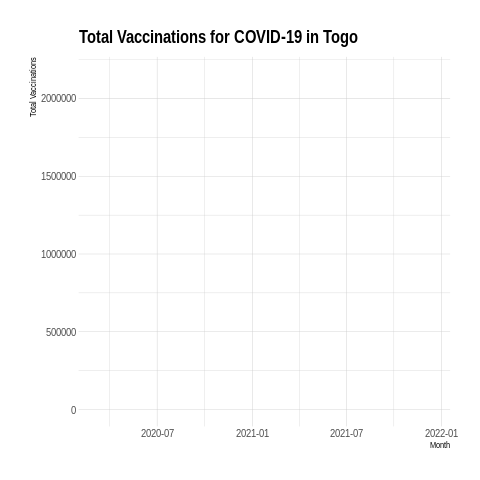 Total Vaccinations for COVID-19 in Togo
Total Vaccinations
2000000
1500000
1000000
500000
0
2020-07 2021-01 2021-07 2022-01
Month